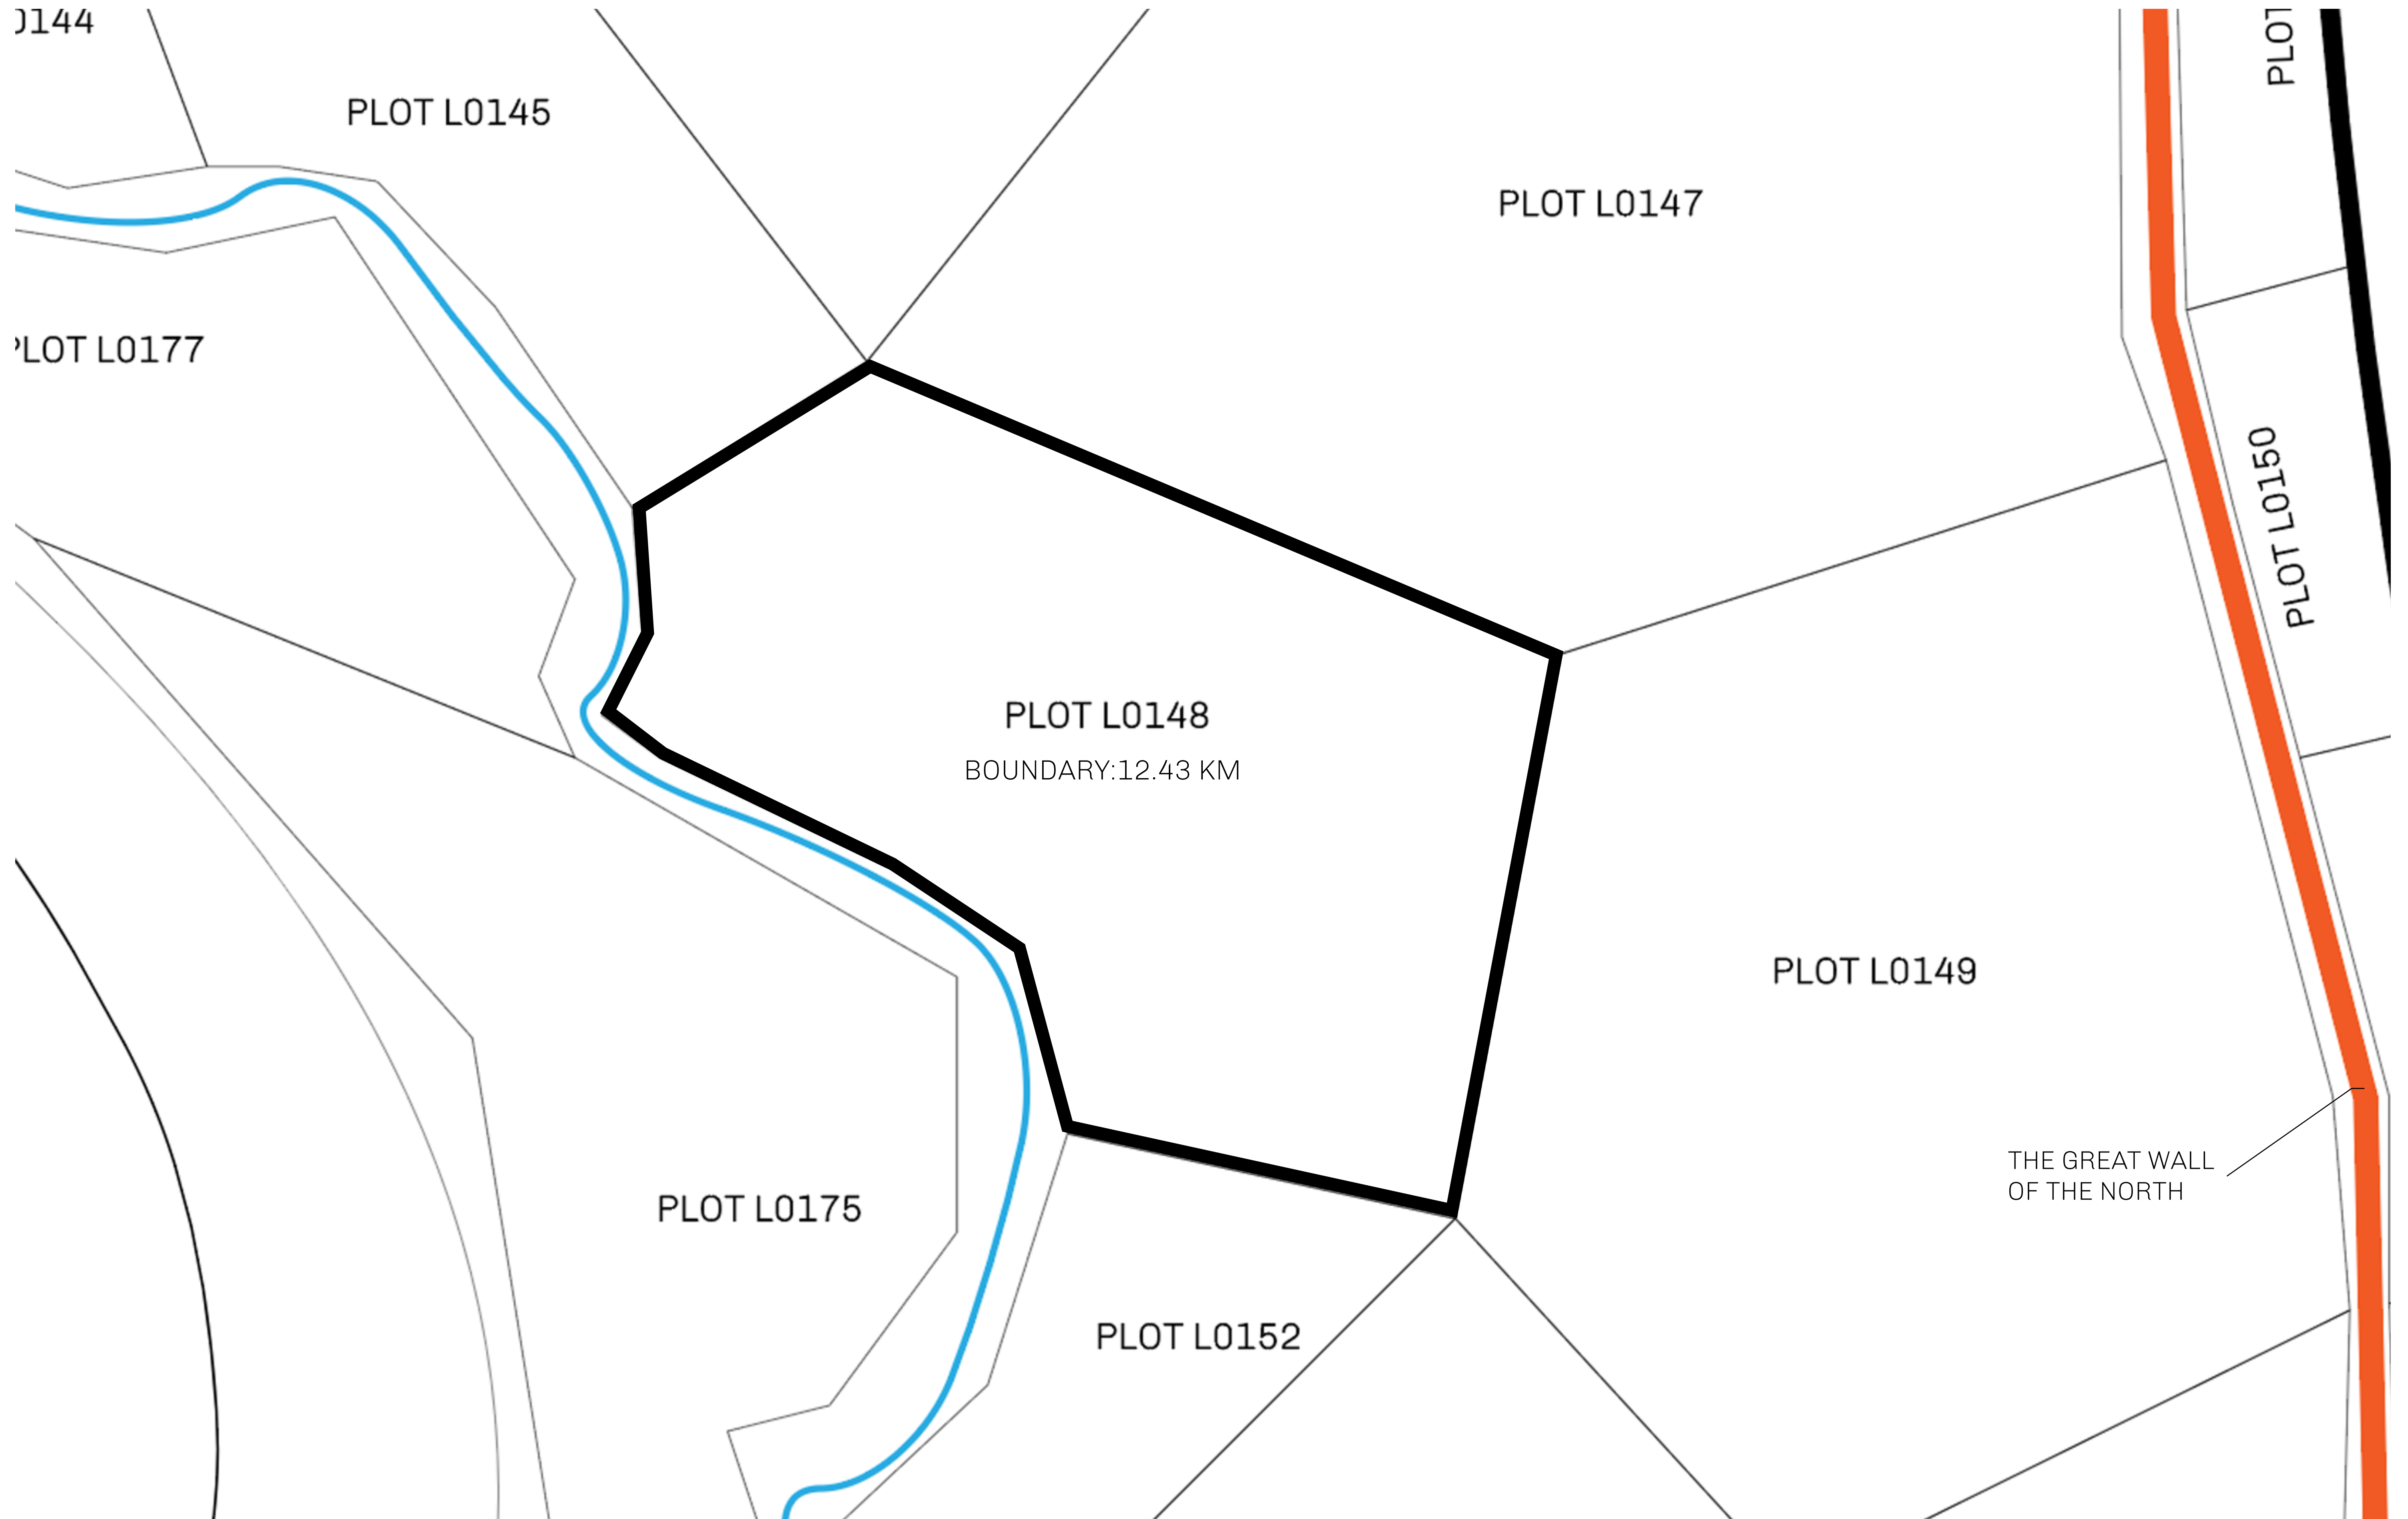 PLOT L0145
PLOT L0147
PLOT L0177
PLOT L0150
PLOT L0148
BOUNDARY:12.43 KM
PLOT L0149
THE GREAT WALL
OF THE NORTH
PLOT L0175
PLOT L0152